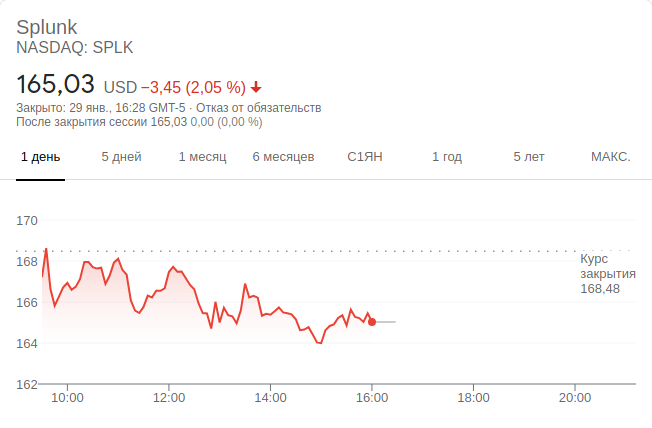 Splunk
NASDAQ: SPLK
165,03 USD −3,45 (2,05 %)
Закрыто: 29 янв., 16:28 GMT-5 · Отказ от обязательств
После закрытия сессии 165,03 0,00 (0,00 %)
1 день 5 дней 1 месяц 6 месяцев С1ЯН 1 год 5 лет МАКС.
170
168
166
164
162
Курс
закрытия
168,48
10:00 12:00 14:00 16:00 18:00 20:00